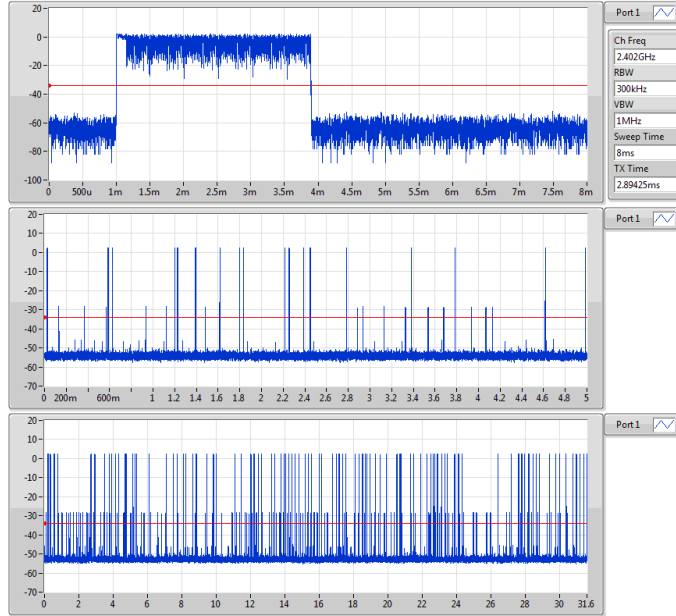 Port 1
20
0
-20
-40
-60
-80
-100
0 500u 1m 1.5m 2m 2.5m 3m 3.5m 4m 4.5m 5m 5.5m 6m 6.5m 7m 7.5m 8m
Ch Freq
2.402GHz
RBW
300kHz
VBW
1MHz
Sweep Time
8ms
TX Time
2.89425ms
Port 1
20
10
0
-10
-20
-30
-40
-50
-60
-70
0 200m 600m 1 1.2 1.4 1.6 1.8 2 2.2 2.4 2.6 2.8 3 3.2 3.4 3.6 3.8 4 4.2 4.4 4.6 4.8 5
Port 1
20
10
0
-10
-20
-30
-40
-50
-60
-70
0 2 4 6 8 10 12 14 16 18 20 22 24 26 28 30 31.6